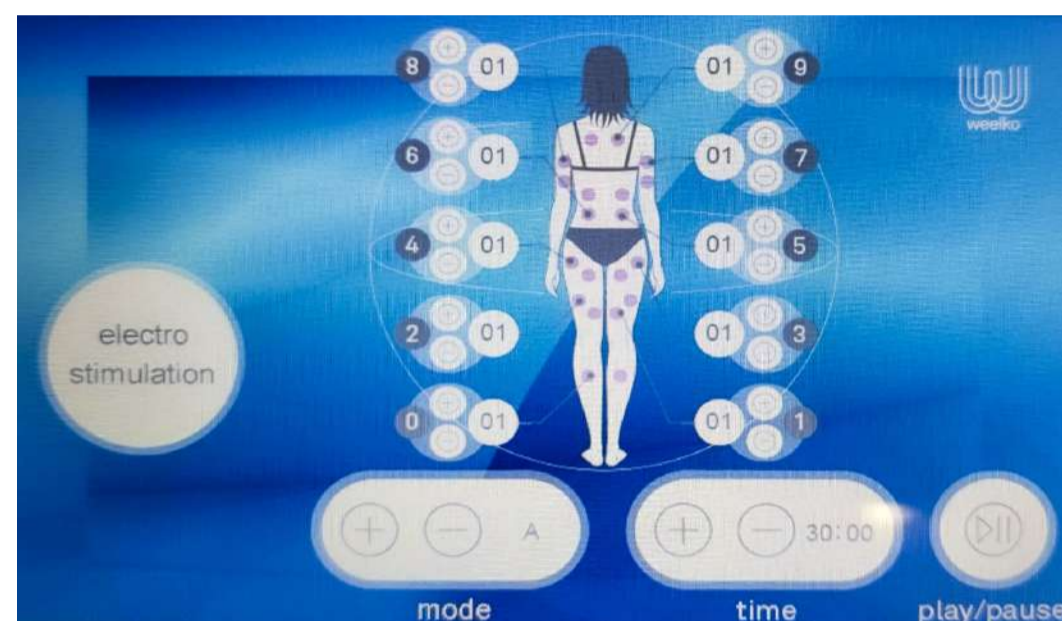 8 01 01 9
weelko
6 01 01 7
4 01 01 5
electro
stimulation
2 01 01 3
0 01 01 1
A
30:00
mode
time
play/pause